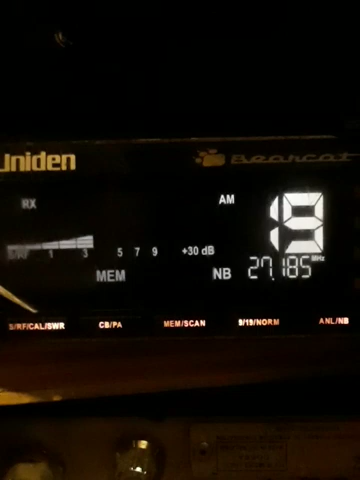 Uniden Bearcat
RX
AM
19
S/RF 1 3 5 7 9 +30 dB
MEM
NB
27.185 MHz
S/RF/CAL/SWR CB/PA MEM/SCAN 9/19/NORM ANL/NB